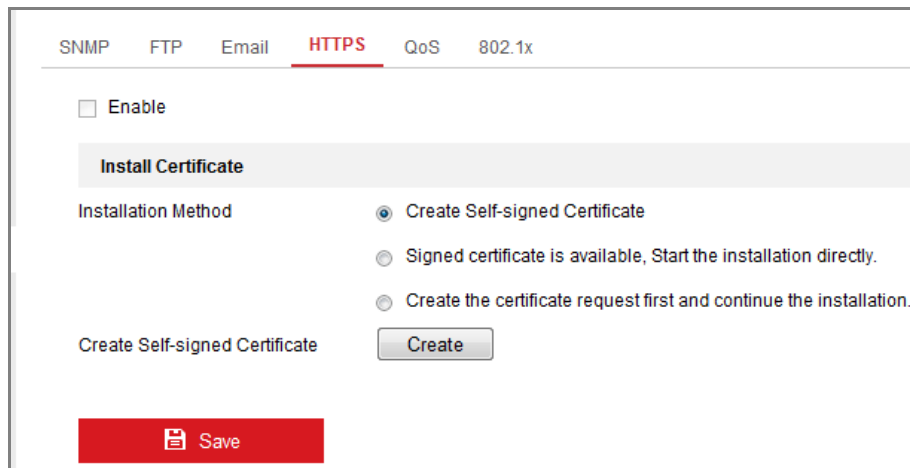 SNMP FTP Email HTTPS QoS 802.1x
Enable
Install Certificate
Installation Method Create Self-signed Certificate
Signed certificate is available, Start the installation directly.
Create the certificate request first and continue the installation.
Create Self-signed Certificate Create
Save